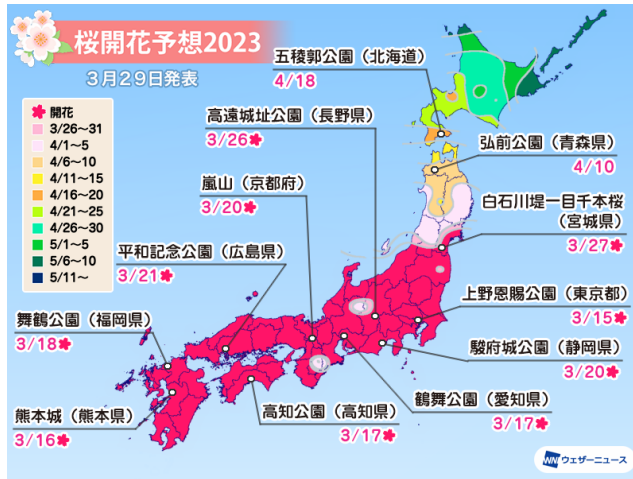 桜開花予想2023
3月29日発表
開花
3/26～31
4/1～5
4/6～10
4/11～15
4/16～20
4/21～25
4/26～30
5/1～5
5/6～10
5/11～
五稜郭公園（北海道）
4/18
高遠城址公園（長野県）
3/26
弘前公園（青森県）
4/10
嵐山（京都府）
3/20
白石川堤一目千本桜
（宮城県）
3/27
平和記念公園（広島県）
3/21
上野恩賜公園（東京都）
3/15
舞鶴公園（福岡県）
3/18
駿府城公園（静岡県）
3/20
鶴舞公園（愛知県）
3/17
高知公園（高知県）
3/17
熊本城（熊本県）
3/16
WNI ウェザーニュース